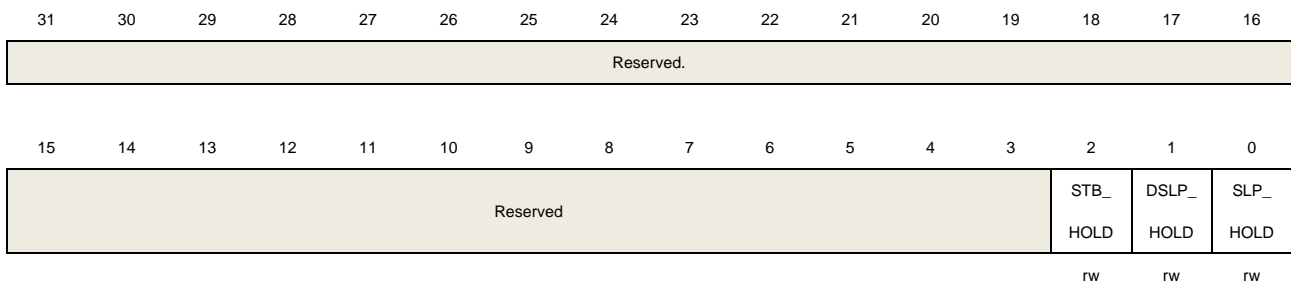 31 30 29 28 27 26 25 24 23 22 21 20 19 18 17 16
Reserved.
15 14 13 12 11 10 9 8 7 6 5 4 3 2 1 0
Reserved
STB_ DSLP_ SLP_
HOLD HOLD HOLD
rw rw rw